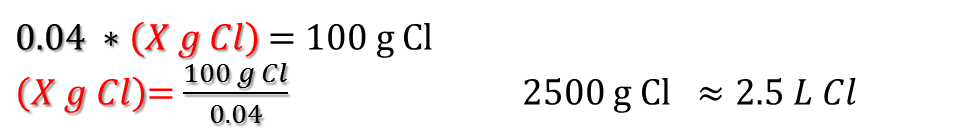 0.04 * (X g Cl) = 100 g Cl
(X g Cl)= 100 g Cl / 0.04 2500 g Cl ≈ 2.5 L Cl